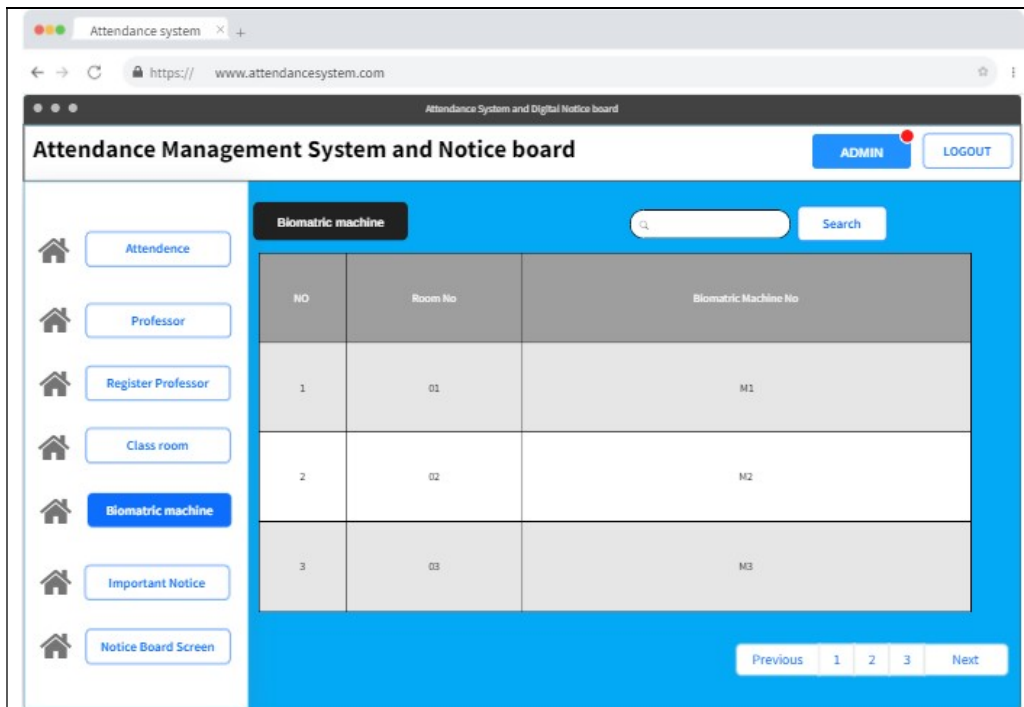 Attendance system × +
https:// www.attendancesystem.com
Attendance System and Digital Notice board
Attendance Management System and Notice board
ADMIN
LOGOUT
Attendence
Professor
Register Professor
Class room
Biomatric machine
Important Notice
Notice Board Screen
Biomatric machine
Search
NO Room No Biomatric Machine No
1 01 M1
2 02 M2
3 03 M3
Previous 1 2 3 Next